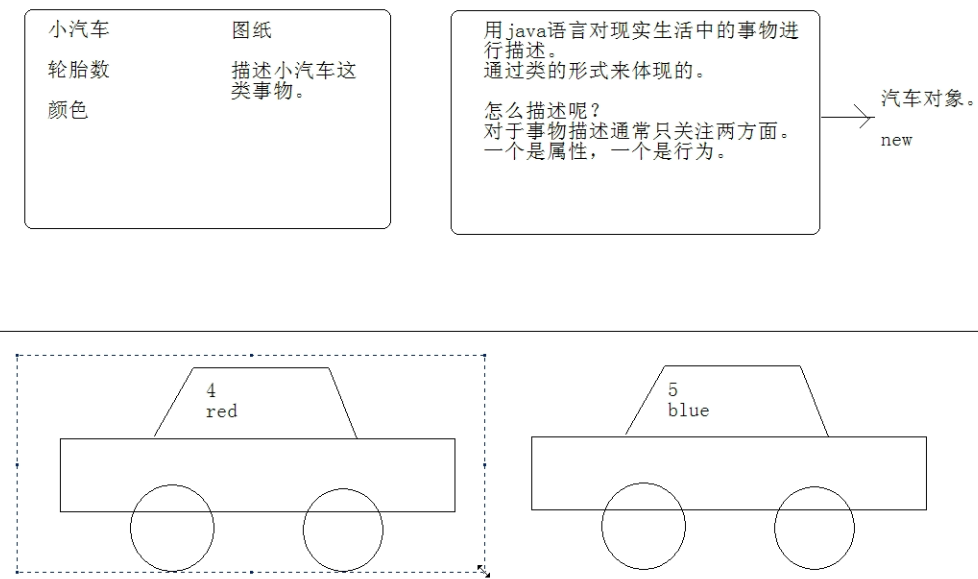 小汽车
轮胎数
颜色
图纸
描述小汽车这
类事物。
用java语言对现实生活中的事物进
行描述。
通过类的形式来体现的。
怎么描述呢？
对于事物描述通常只关注两方面。
一个是属性，一个是行为。
汽车对象。
new
4
red
5
blue